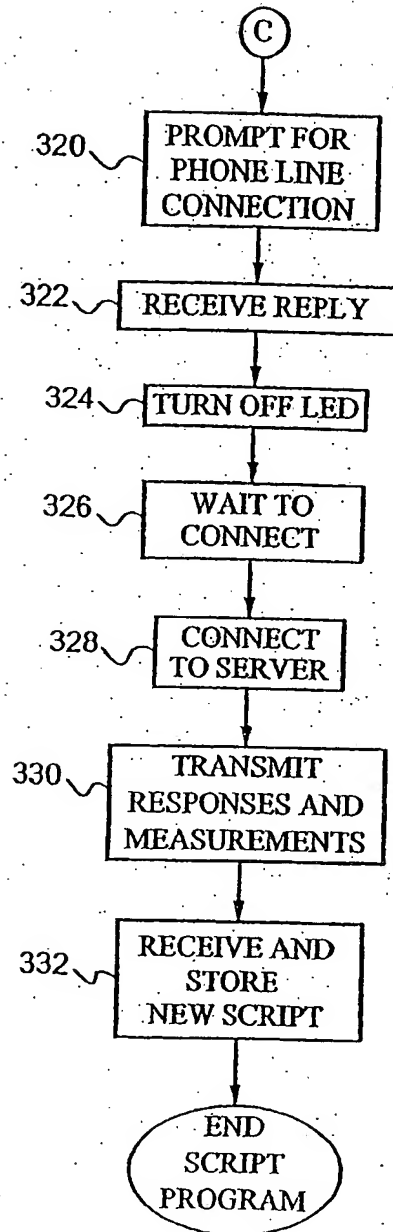 C
320
PROMPT FOR
PHONE LINE
CONNECTION
322
RECEIVE REPLY
324
TURN OFF LED
326
WAIT TO
CONNECT
328
CONNECT
TO SERVER
330
TRANSMIT
RESPONSES AND
MEASUREMENTS
332
RECEIVE AND
STORE
NEW SCRIPT
END
SCRIPT
PROGRAM